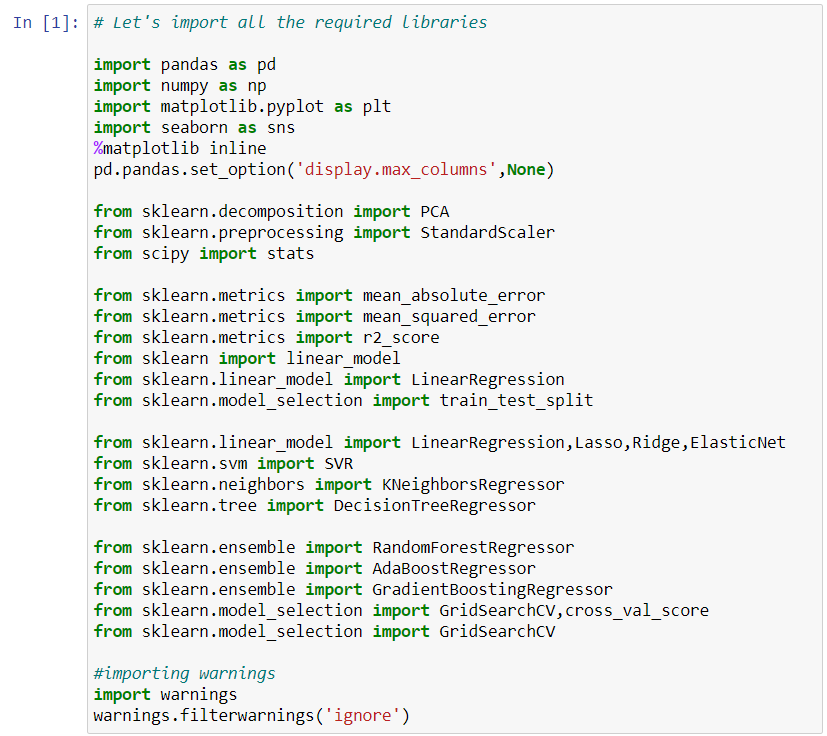 In [1]: # Let's import all the required libraries
import pandas as pd
import numpy as np
import matplotlib.pyplot as plt
import seaborn as sns
%matplotlib inline
pd.pandas.set_option('display.max_columns',None)
from sklearn.decomposition import PCA
from sklearn.preprocessing import StandardScaler
from scipy import stats
from sklearn.metrics import mean_absolute_error
from sklearn.metrics import mean_squared_error
from sklearn.metrics import r2_score
from sklearn import linear_model
from sklearn.linear_model import LinearRegression
from sklearn.model_selection import train_test_split
from sklearn.linear_model import LinearRegression,Lasso,Ridge,ElasticNet
from sklearn.svm import SVR
from sklearn.neighbors import KNeighborsRegressor
from sklearn.tree import DecisionTreeRegressor
from sklearn.ensemble import RandomForestRegressor
from sklearn.ensemble import AdaBoostRegressor
from sklearn.ensemble import GradientBoostingRegressor
from sklearn.model_selection import GridSearchCV,cross_val_score
from sklearn.model_selection import GridSearchCV
#importing warnings
import warnings
warnings.filterwarnings('ignore')